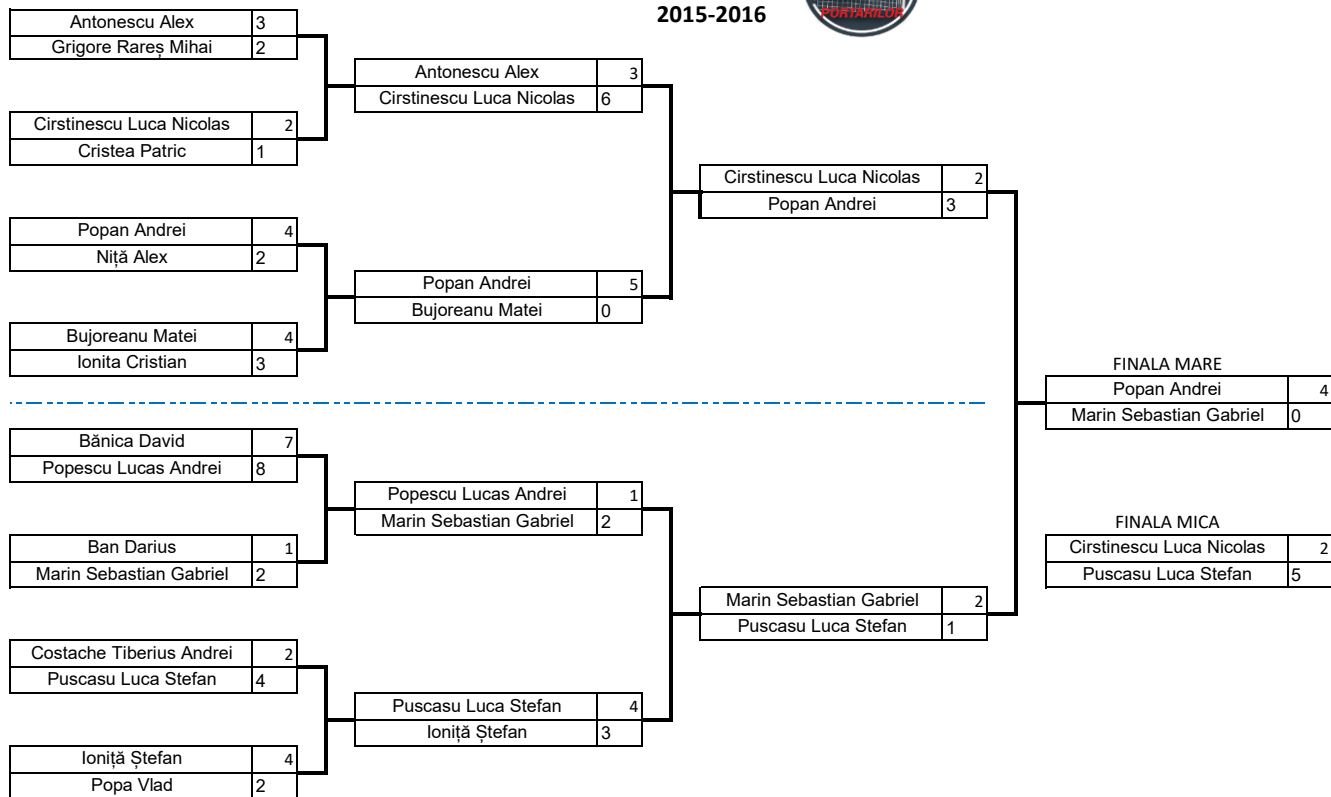 2015-2016
PORTARILOR
Antonescu Alex 3
Grigore Rareș Mihai 2
Cirstinescu Luca Nicolas 2
Cristea Patric 1
Popan Andrei 4
Niță Alex 2
Bujoreanu Matei 4
Ionita Cristian 3
Bănica David 7
Popescu Lucas Andrei 8
Ban Darius 1
Marin Sebastian Gabriel 2
Costache Tiberius Andrei 2
Puscasu Luca Stefan 4
Ioniță Ștefan 4
Popa Vlad 2
Antonescu Alex 3
Cirstinescu Luca Nicolas 6
Popan Andrei 5
Bujoreanu Matei 0
Popescu Lucas Andrei 1
Marin Sebastian Gabriel 2
Puscasu Luca Stefan 4
Ioniță Ștefan 3
Cirstinescu Luca Nicolas 2
Popan Andrei 3
Marin Sebastian Gabriel 2
Puscasu Luca Stefan 1
FINALA MARE
Popan Andrei 4
Marin Sebastian Gabriel 0
FINALA MICA
Cirstinescu Luca Nicolas 2
Puscasu Luca Stefan 5